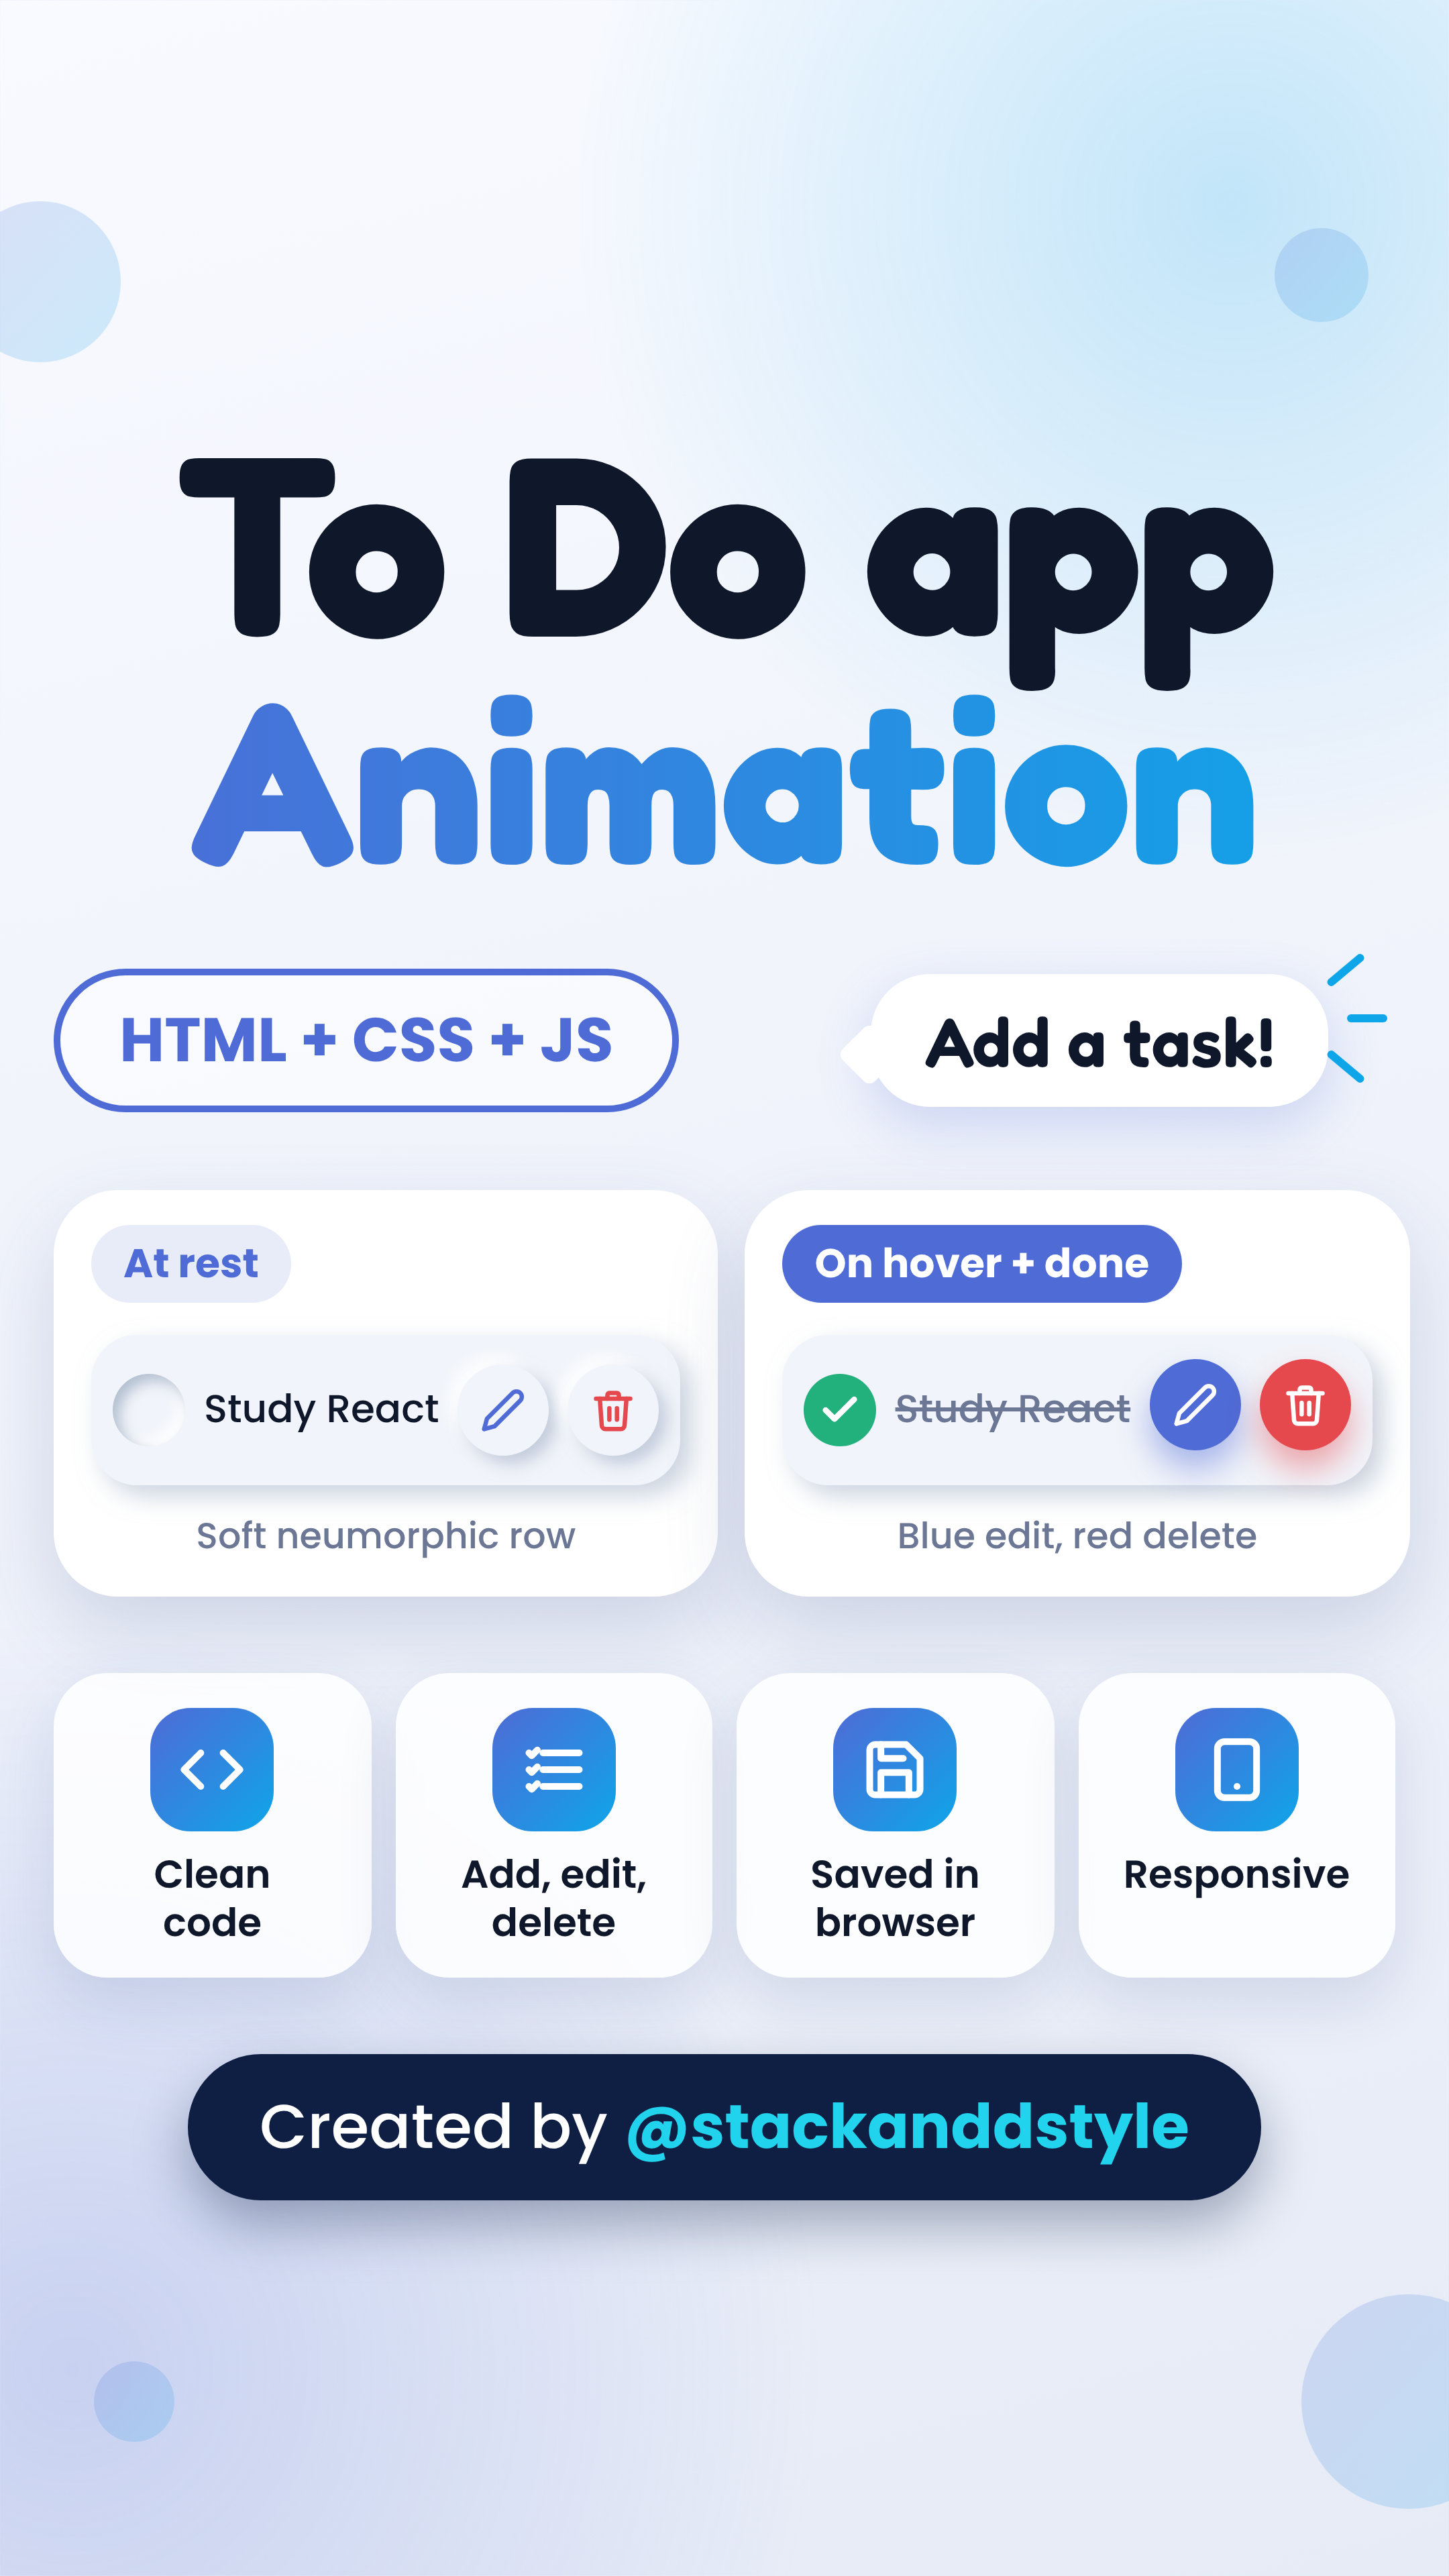 To Do app
Animation
HTML + CSS + JS
Add a task!
At rest
Study React
Soft neumorphic row
On hover + done
Study React
Blue edit, red delete
Clean
code
Add, edit,
delete
Saved in
browser
Responsive
Created by @stackanddstyle